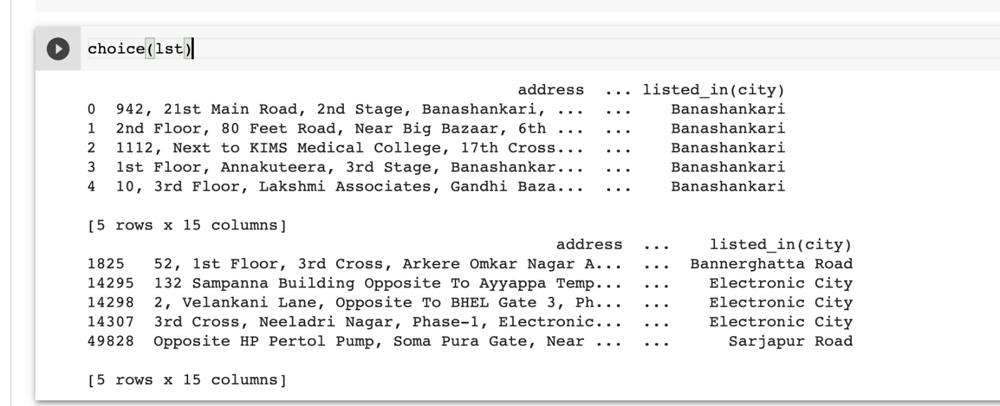 choice(lst)
address ... listed_in(city)
0 942, 21st Main Road, 2nd Stage, Banashankari, ... ... Banashankari
1 2nd Floor, 80 Feet Road, Near Big Bazaar, 6th ... ... Banashankari
2 1112, Next to KIMS Medical College, 17th Cross... ... Banashankari
3 1st Floor, Annakuteera, 3rd Stage, Banashankar... ... Banashankari
4 10, 3rd Floor, Lakshmi Associates, Gandhi Baza... ... Banashankari
[5 rows x 15 columns]
address ... listed_in(city)
1825 52, 1st Floor, 3rd Cross, Arkere Omkar Nagar A... ... Bannerghatta Road
14295 132 Sampanna Building Opposite To Ayyappa Temp... ... Electronic City
14298 2, Velankani Lane, Opposite To BHEL Gate 3, Ph... ... Electronic City
14307 3rd Cross, Neeladri Nagar, Phase-1, Electronic... ... Electronic City
49828 Opposite HP Pertol Pump, Soma Pura Gate, Near ... ... Sarjapur Road
[5 rows x 15 columns]